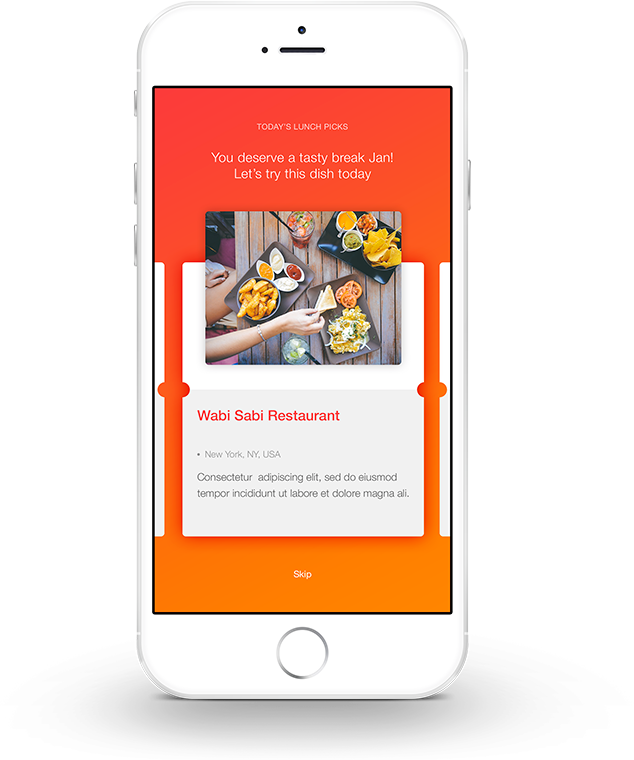 TODAY'S LUNCH PICKS
You deserve a tasty break Jan!
Let's try this dish today
Wabi Sabi Restaurant
• New York, NY, USA
Consectetur adipiscing elit, sed do eiusmod
tempor incididunt ut labore et dolore magna ali.
Skip